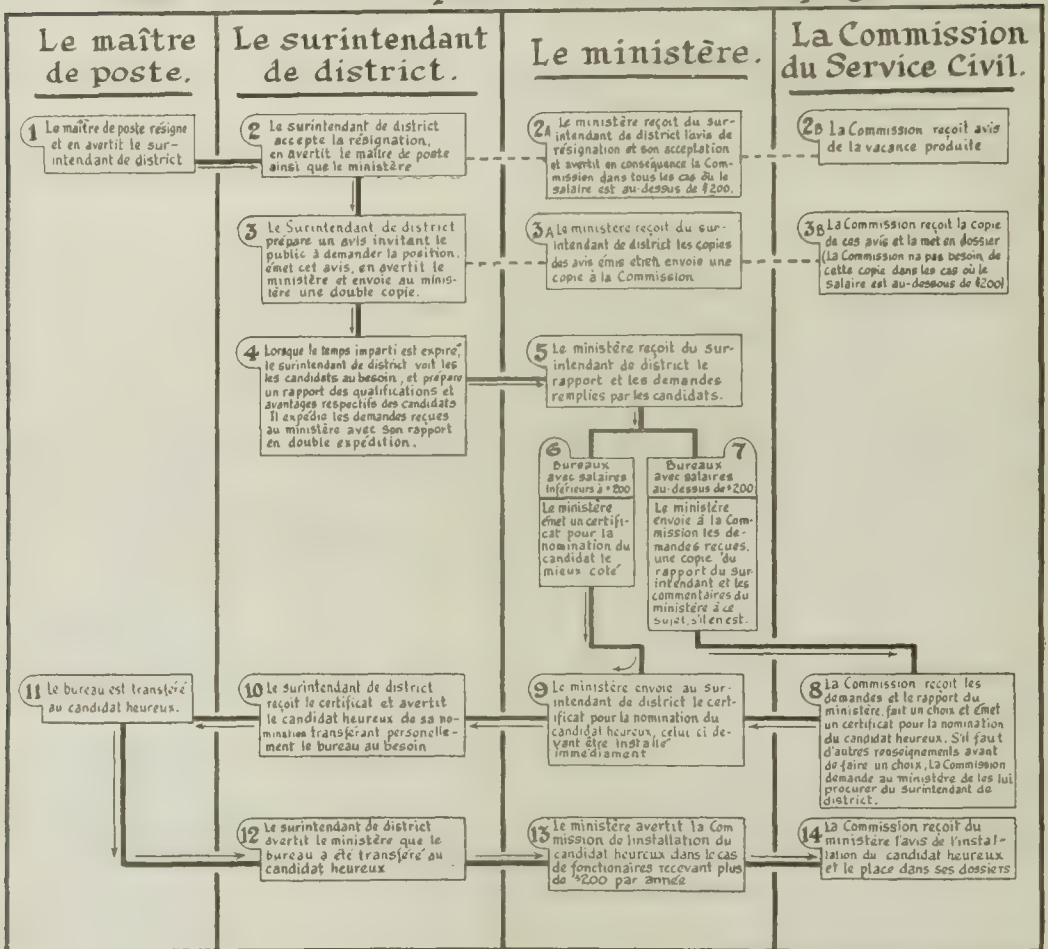 Le maître
de poste.
Le surintendant
de district.
Le ministère.
La Commission
du Service Civil.
1 Le maître de poste résigne
et en avertit le sur-
intendant de district
2 Le surintendant de district
accepte la résignation,
en avertit le maître de poste
ainsi que le ministère
2A Le ministère reçoit du sur-
intendant de district l'avis de
résignation et son acceptation
et avertit en conséquence la Com-
mission dans tous les cas où le
salaire est au-dessus de $200.
2B La Commission reçoit avis
de la vacance produite
3 Le Surintendant de district
prépare un avis invitant le
public à demander la position,
émet cet avis, en avertit le
ministère et envoie au minis-
tère une double copie.
3A Le ministère reçoit du sur-
intendant de district les copies
des avis émis et en envoie une
copie à la Commission
3B La Commission reçoit la copie
de ces avis et la met en dossier
(La Commission n'a pas besoin de
cette copie dans les cas où le
salaire est au-dessous de $200)
4 Lorsque le temps imparti est expiré,
le surintendant de district voit les
les candidats au besoin, et prépare
un rapport des qualifications et
avantages respectifs des candidats
Il expédie les demandes reçues
au ministère avec son rapport
en double expédition.
5 Le ministère reçoit du sur-
intendant de district le
rapport et les demandes
remplies par les candidats.
6
Bureaux
avec salaires
inférieurs à $200
Le ministère
émet un certifi-
cat pour la
nomination du
candidat le
mieux coté
7
Bureaux
avec salaires
au-dessus de $200
Le ministère
envoie à la Com-
mission les de-
mandes reçues,
une copie du
rapport du sur-
intendant et les
commentaires du
ministère à ce
sujet, s'il en est.
11 Le bureau est transféré
au candidat heureux.
10 Le surintendant de district
reçoit le certificat et avertit
le candidat heureux de sa no-
mination transférant personelle-
ment le bureau au besoin
9 Le ministère envoie au sur-
intendant de district le cert-
ificat pour la nomination du
candidat heureux, celui ci de-
vant être installé
immédiament
8 La Commission reçoit les
demandes et le rapport du
ministère, fait un choix et émet
un certificat pour la nomination
du candidat heureux. S'il faut
d'autres renseignements avant
de faire un choix, La Commission
demande au ministère de les lui
procurer du surintendant de
district.
12 Le surintendant de district
avertit le ministère que le
bureau a été transféré au
candidat heureux
13 Le ministère avertit la Com
mission de l'installation du
candidat heureux dans le cas
de fonctionaires recevant plus
de $200 par année
14 La Commission reçoit du
ministère l'avis de l'instal-
lation du candidat heureux
et le place dans ses dossiers